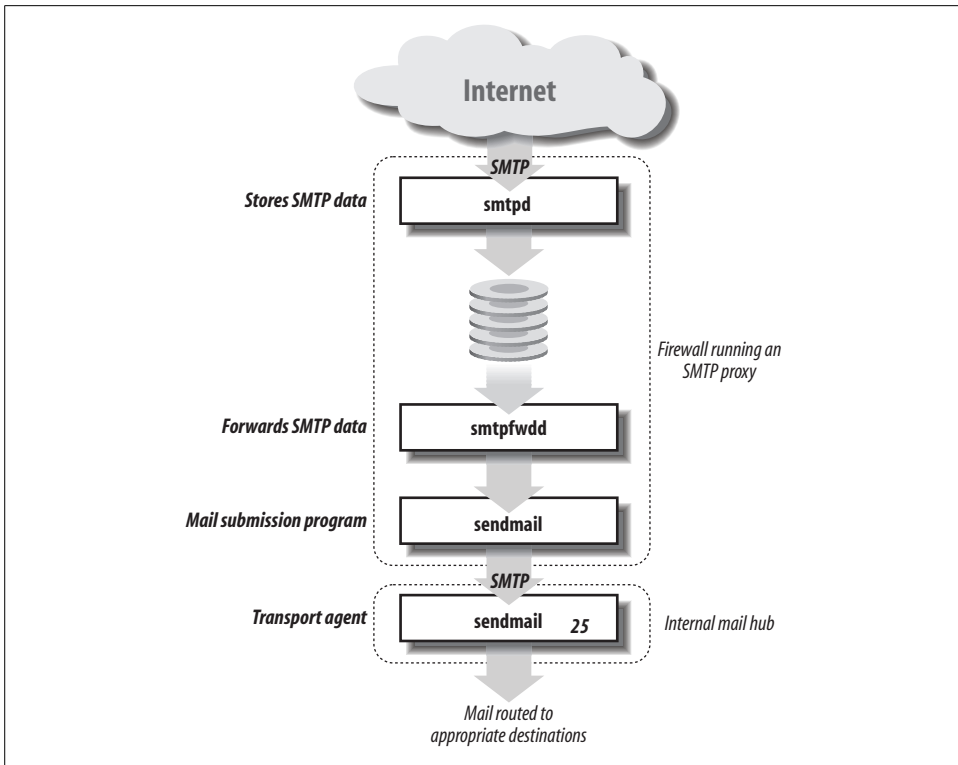 Internet
SMTP
Stores SMTP data
smtpd
Firewall running an
SMTP proxy
Forwards SMTP data
smtpfwdd
Mail submission program
sendmail
SMTP
Transport agent
sendmail 25
Internal mail hub
Mail routed to
appropriate destinations